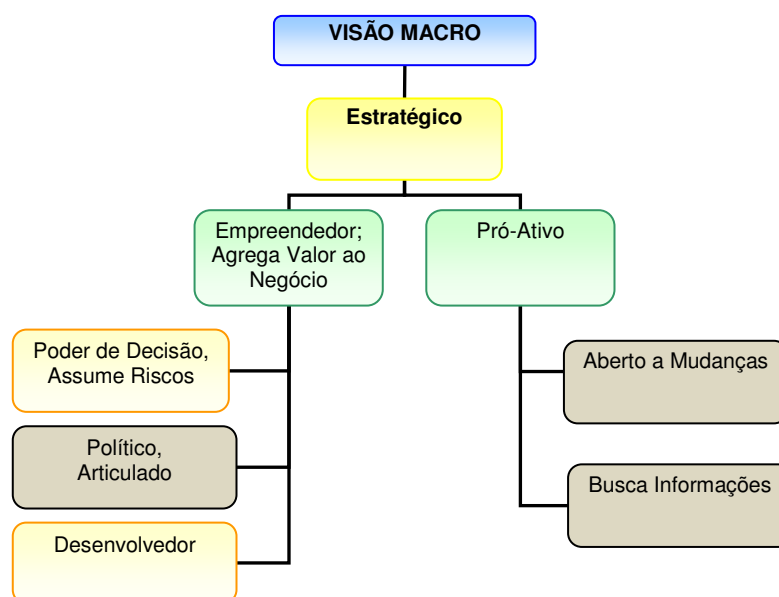 VISÃO MACRO
Estratégico
Empreendedor;
Agrega Valor ao
Negócio
Pró-Ativo
Poder de Decisão,
Assume Riscos
Aberto a Mudanças
Político,
Articulado
Busca Informações
Desenvolvedor